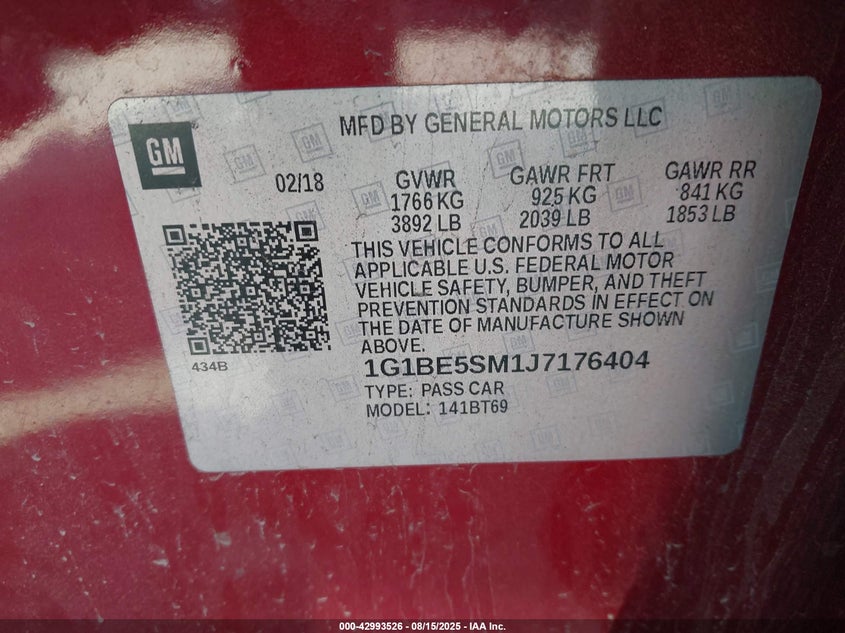 GM
MFD BY GENERAL MOTORS LLC
02/18
GVWR
1766 KG
3892 LB
GAWR FRT
925 KG
2039 LB
GAWR RR
841 KG
1853 LB
THIS VEHICLE CONFORMS TO ALL
APPLICABLE U.S. FEDERAL MOTOR
VEHICLE SAFETY, BUMPER, AND THEFT
PREVENTION STANDARDS IN EFFECT ON
THE DATE OF MANUFACTURE SHOWN
ABOVE.
434B
1G1BE5SM1J7176404
TYPE: PASS CAR
MODEL: 141BT69
000-42993526 - 08/15/2025 - IAA Inc.